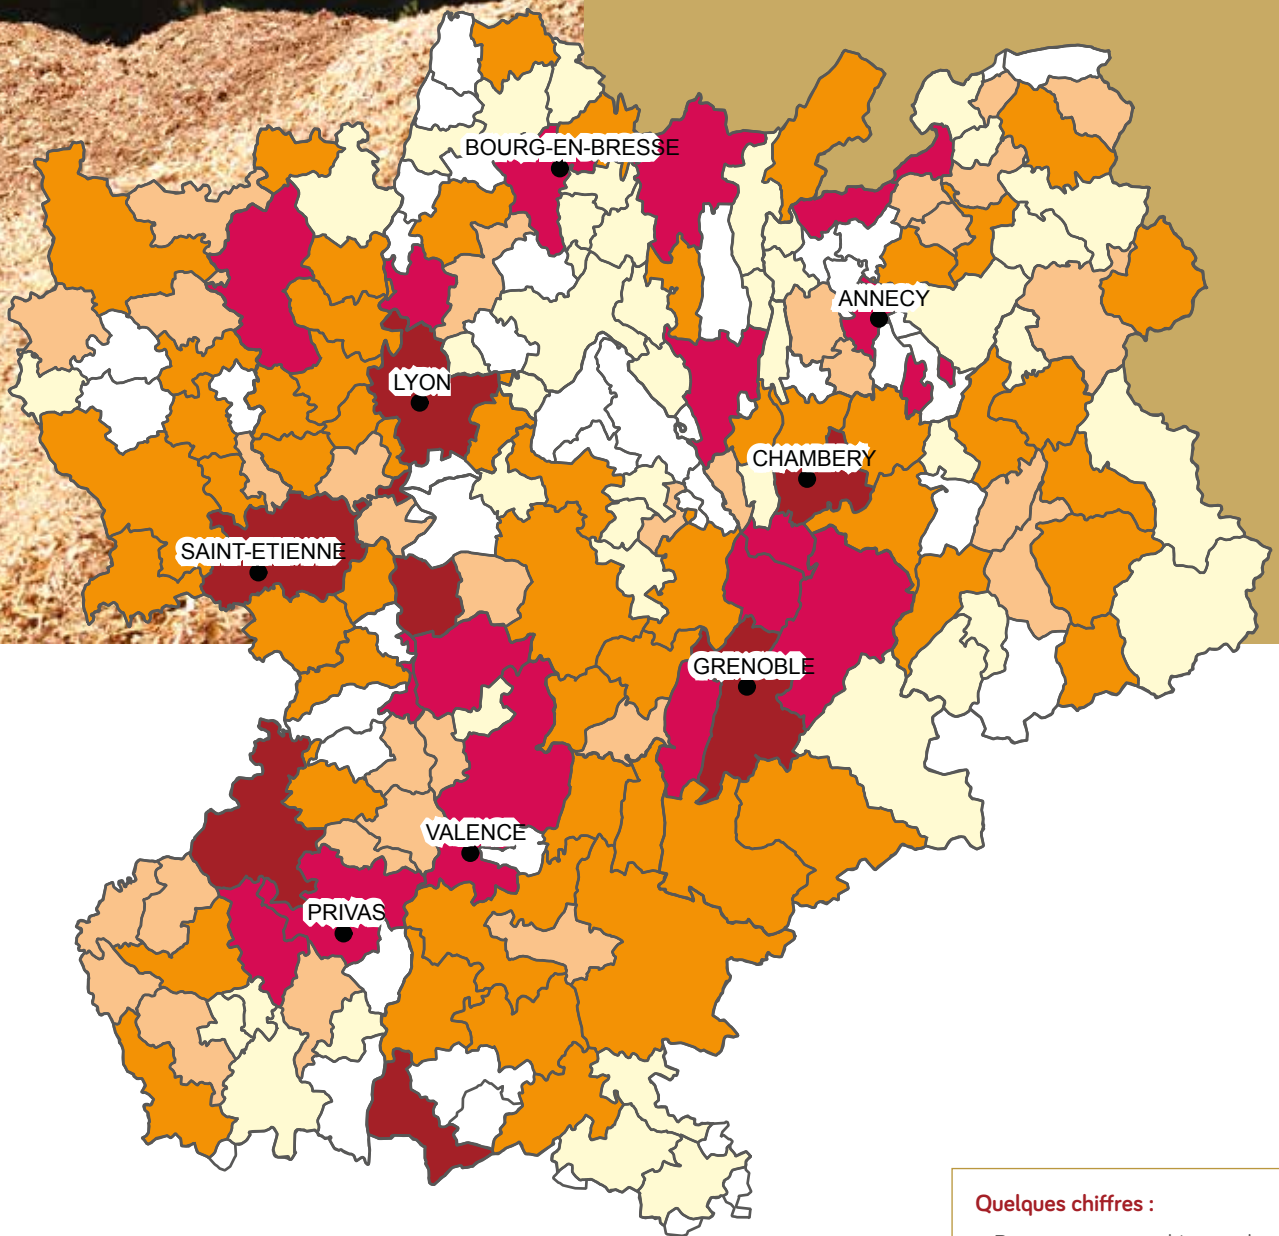 BOURG-EN-BRESSE
ANNECY
LYON
CHAMBERY
SAINT-ETIENNE
GRENOBLE
VALENCE
PRIVAS
Quelques chiffres :